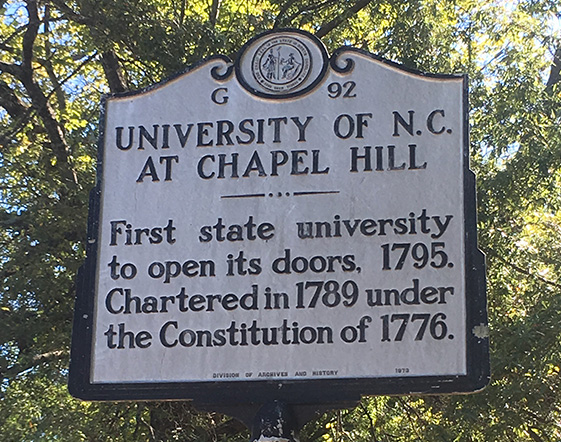 G 92
UNIVERSITY OF N.C.
AT CHAPEL HILL
First state university
to open its doors, 1795.
Chartered in 1789 under
the Constitution of 1776.
DIVISION OF ARCHIVES AND HISTORY 1973